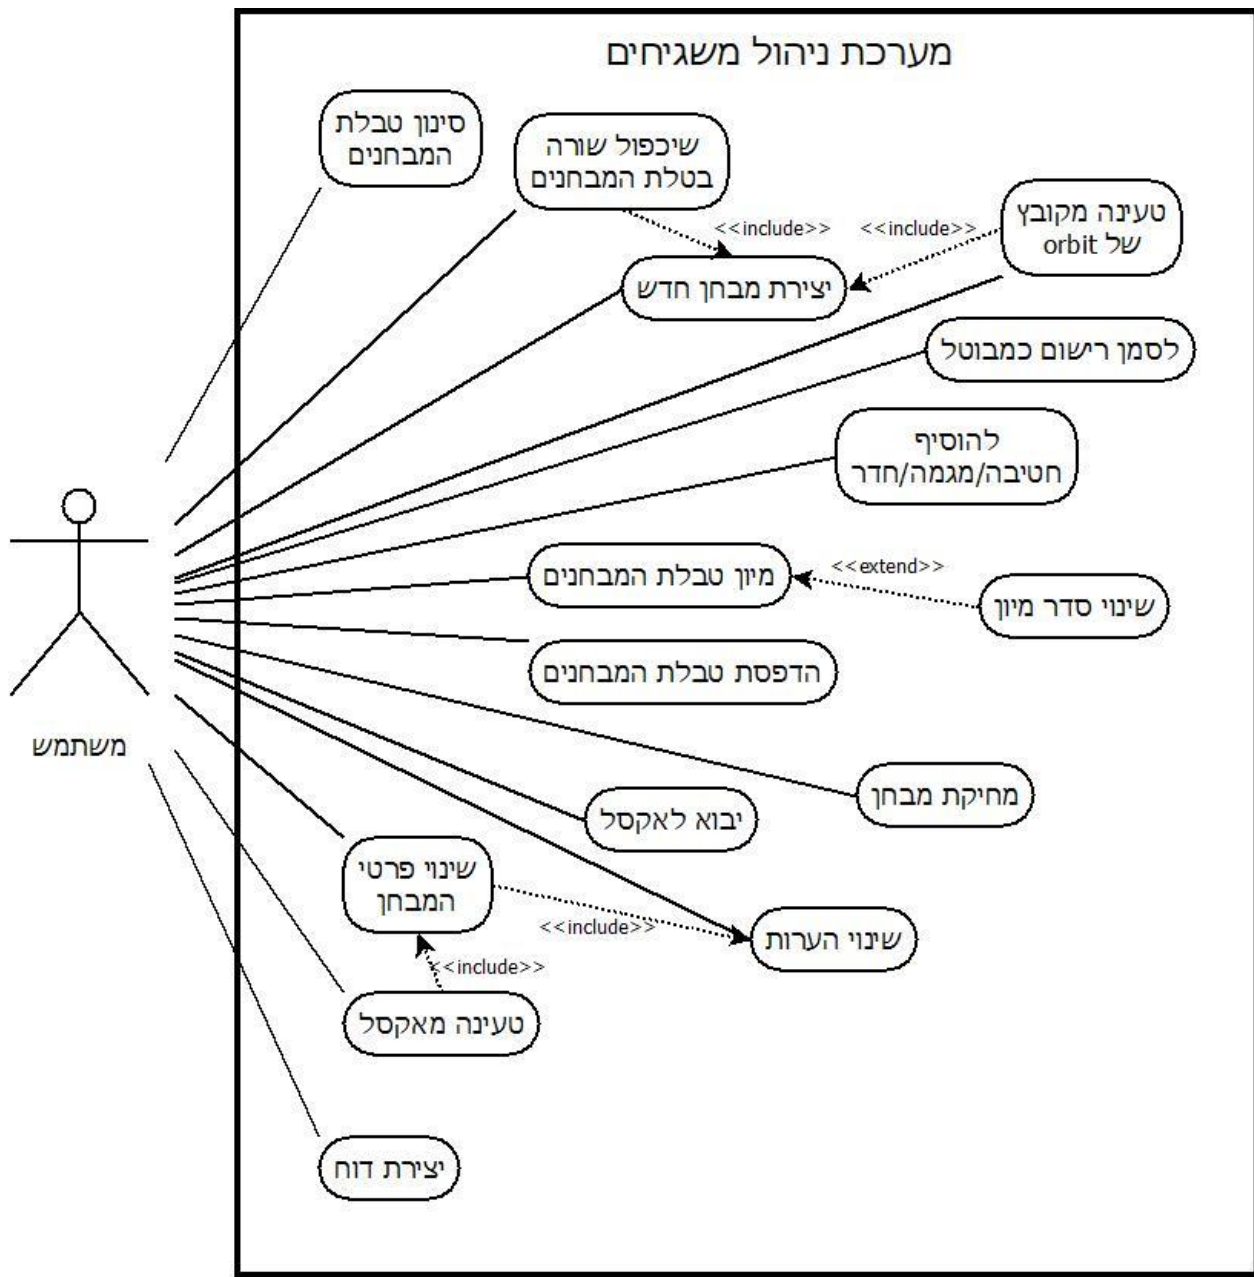 מערכת ניהול משגיחים
סינון טבלת
המבחנים
שיכפול שורה
בטלת המבחנים
טעינה מקובץ
של orbit
<<include>>
<<include>>
יצירת מבחן חדש
לסמן רישום כמבוטל
להוסיף
חטיבה/מגמה/חדר
מיון טבלת המבחנים
<<extend>>
שינוי סדר מיון
הדפסת טבלת המבחנים
משתמש
מחיקת מבחן
יבוא לאקסל
שינוי פרטי
המבחן
<<include>>
שינוי הערות
<<include>>
טעינה מאקסל
יצירת דוח